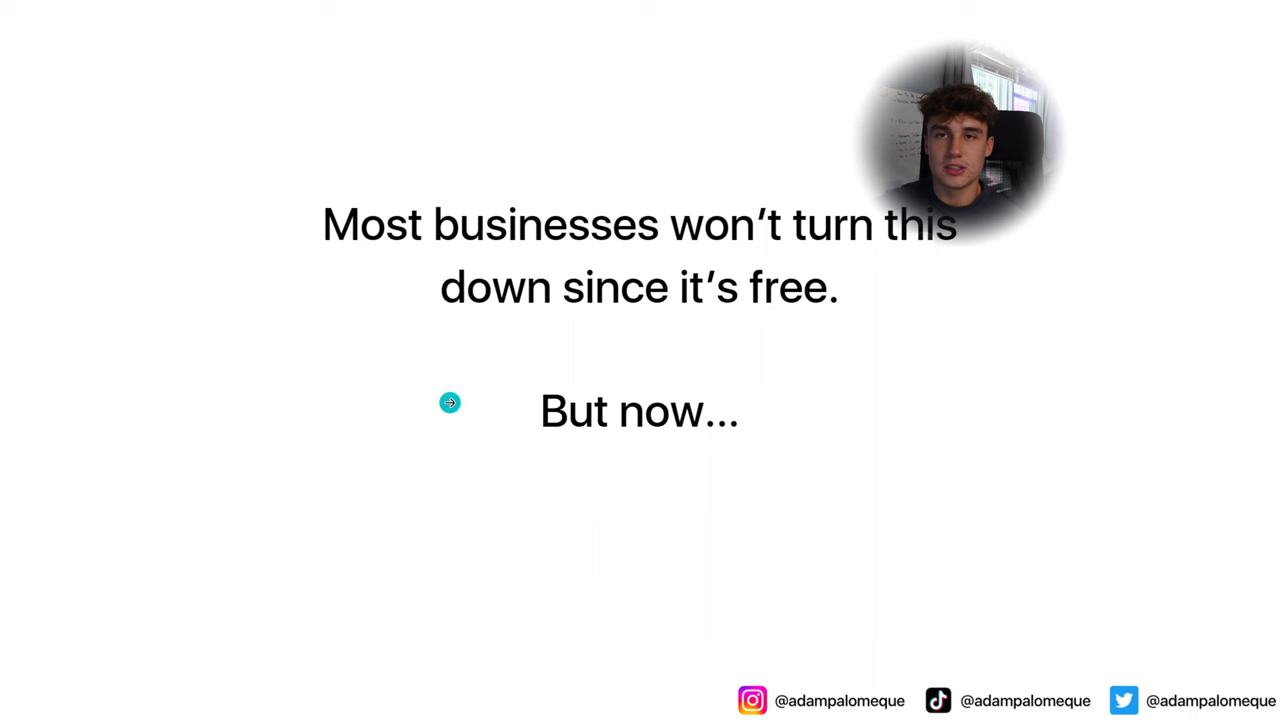 Most businesses won’t turn this
down since it’s free.
But now...
@adampalomeque
@adampalomeque
@adampalomeque